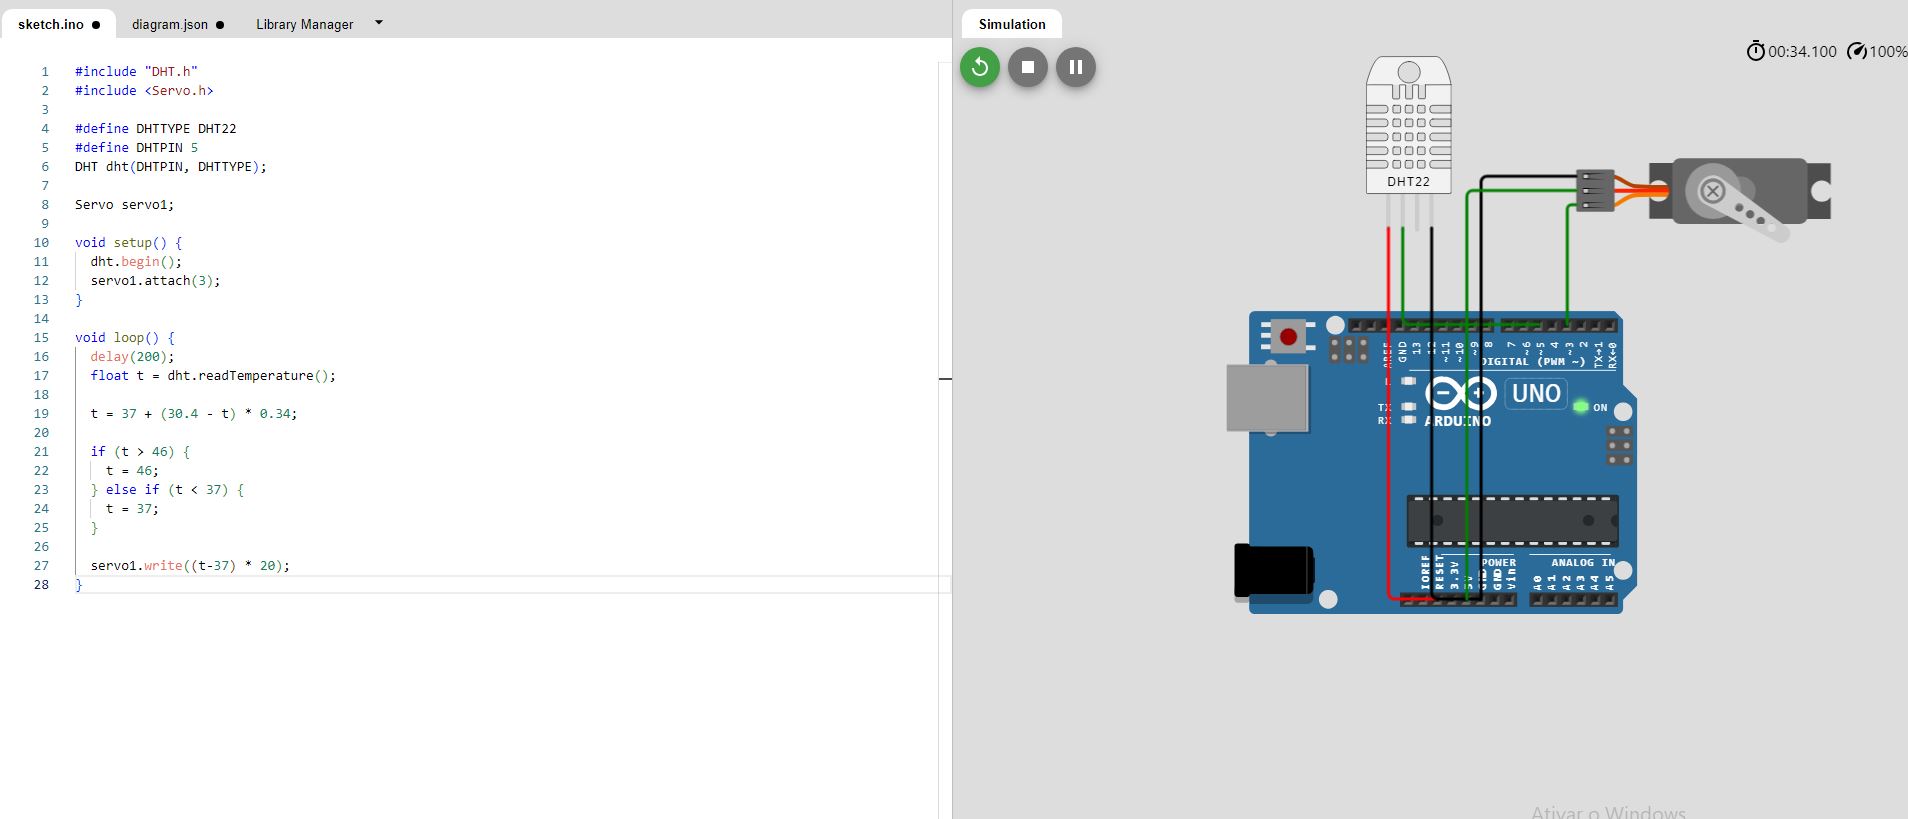 sketch.ino
diagram.json
Library Manager
1 #include "DHT.h"
2 #include <Servo.h>
3
4 #define DHTTYPE DHT22
5 #define DHTPIN 5
6 DHT dht(DHTPIN, DHTTYPE);
7
8 Servo servo1;
9
10 void setup() {
11 dht.begin();
12 servo1.attach(3);
13 }
14
15 void loop() {
16 delay(200);
17 float t = dht.readTemperature();
18
19 t = 37 + (30.4 - t) * 0.34;
20
21 if (t > 46) {
22 t = 46;
23 } else if (t < 37) {
24 t = 37;
25 }
26
27 servo1.write((t-37) * 20);
28 }
Simulation
00:34.100 100%
DHT22
AREF GND 13 12 ~11 ~10 ~9 8 7 ~6 ~5 4 ~3 2 TX→1 RX←0
DIGITAL (PWM ~)
L
TX
RX
UNO
ON
ARDUINO
POWER
ANALOG IN
IOREF RESET 3.3V 5V GND GND Vin A0 A1 A2 A3 A4 A5
Ativar o Windows